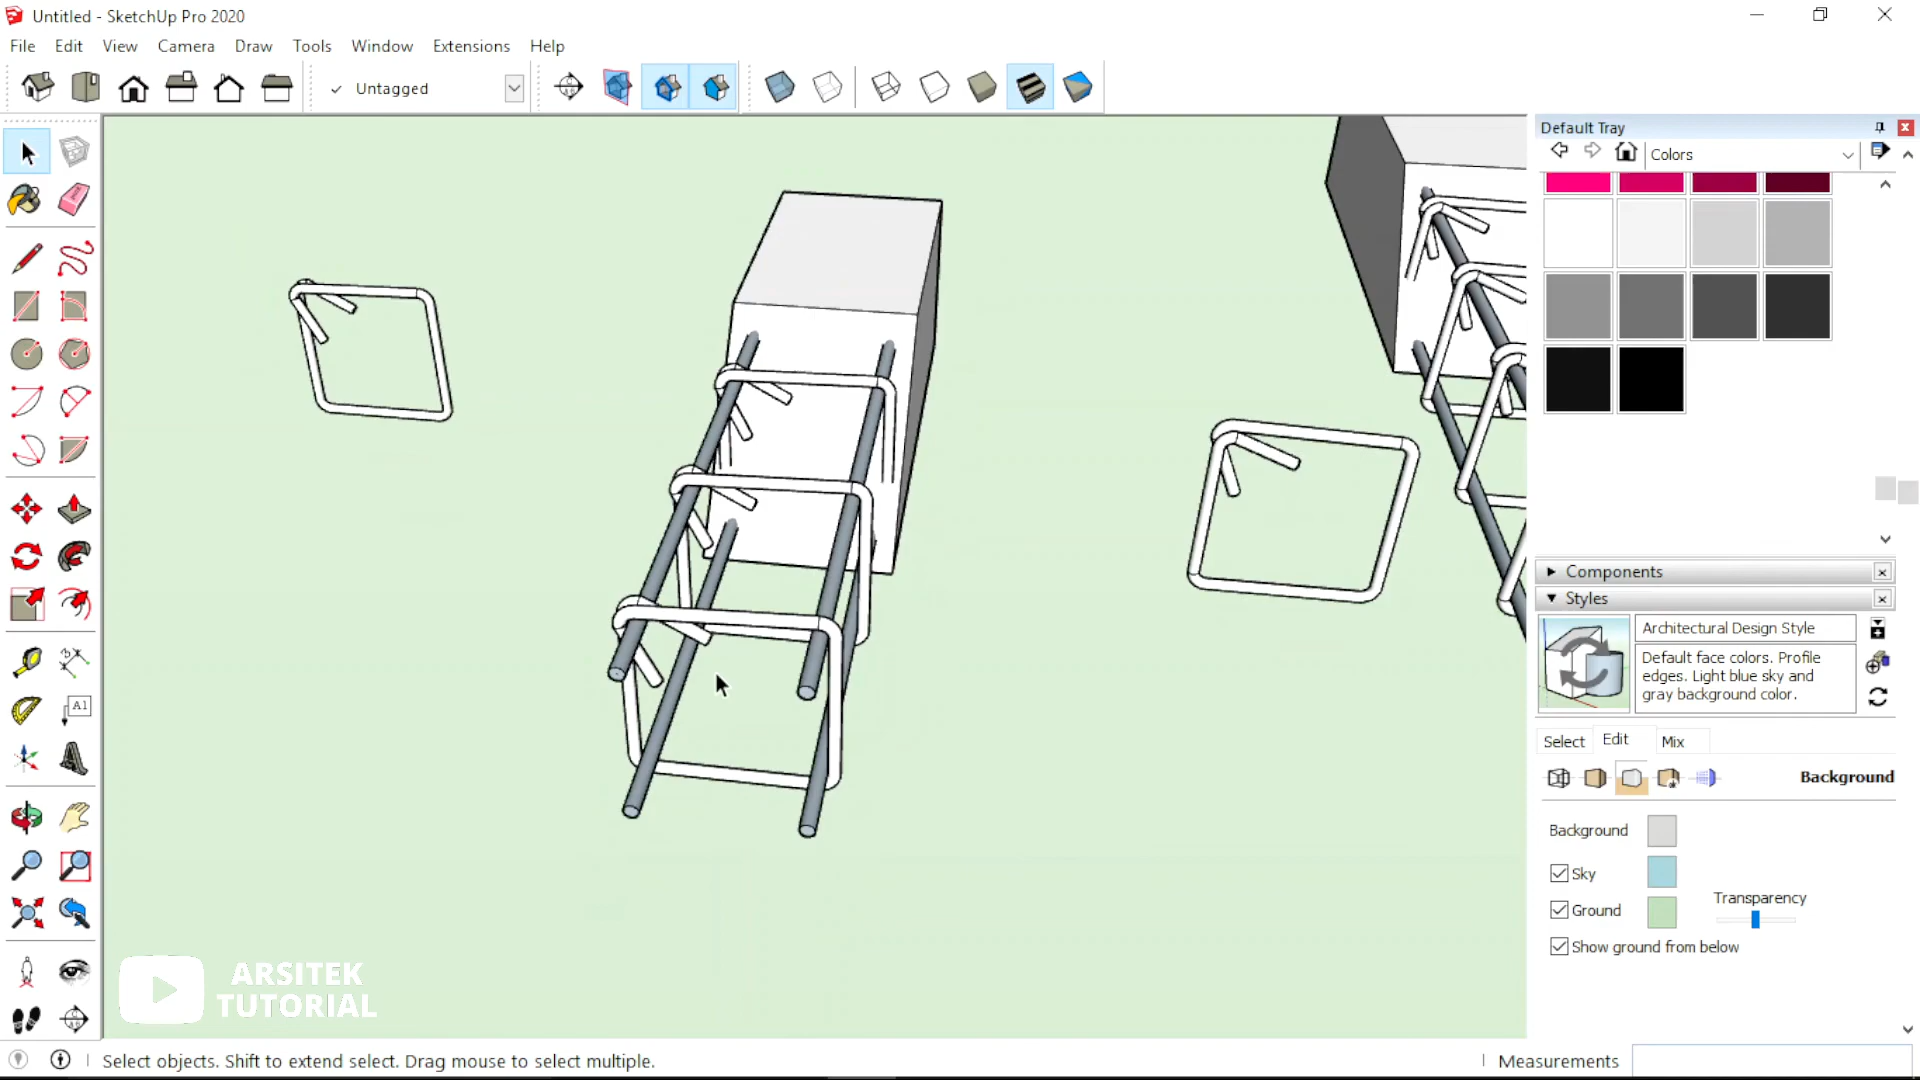 Untitled - SketchUp Pro 2020
File Edit View Camera Draw Tools Window Extensions Help
✓ Untagged
Default Tray
Colors
Components
Styles
Architectural Design Style
Default face colors. Profile
edges. Light blue sky and
gray background color.
Select Edit Mix
Background
Background
Sky
Transparency
Ground
Show ground from below
A1
ARSITEK
TUTORIAL
Select objects. Shift to extend select. Drag mouse to select multiple.
Measurements